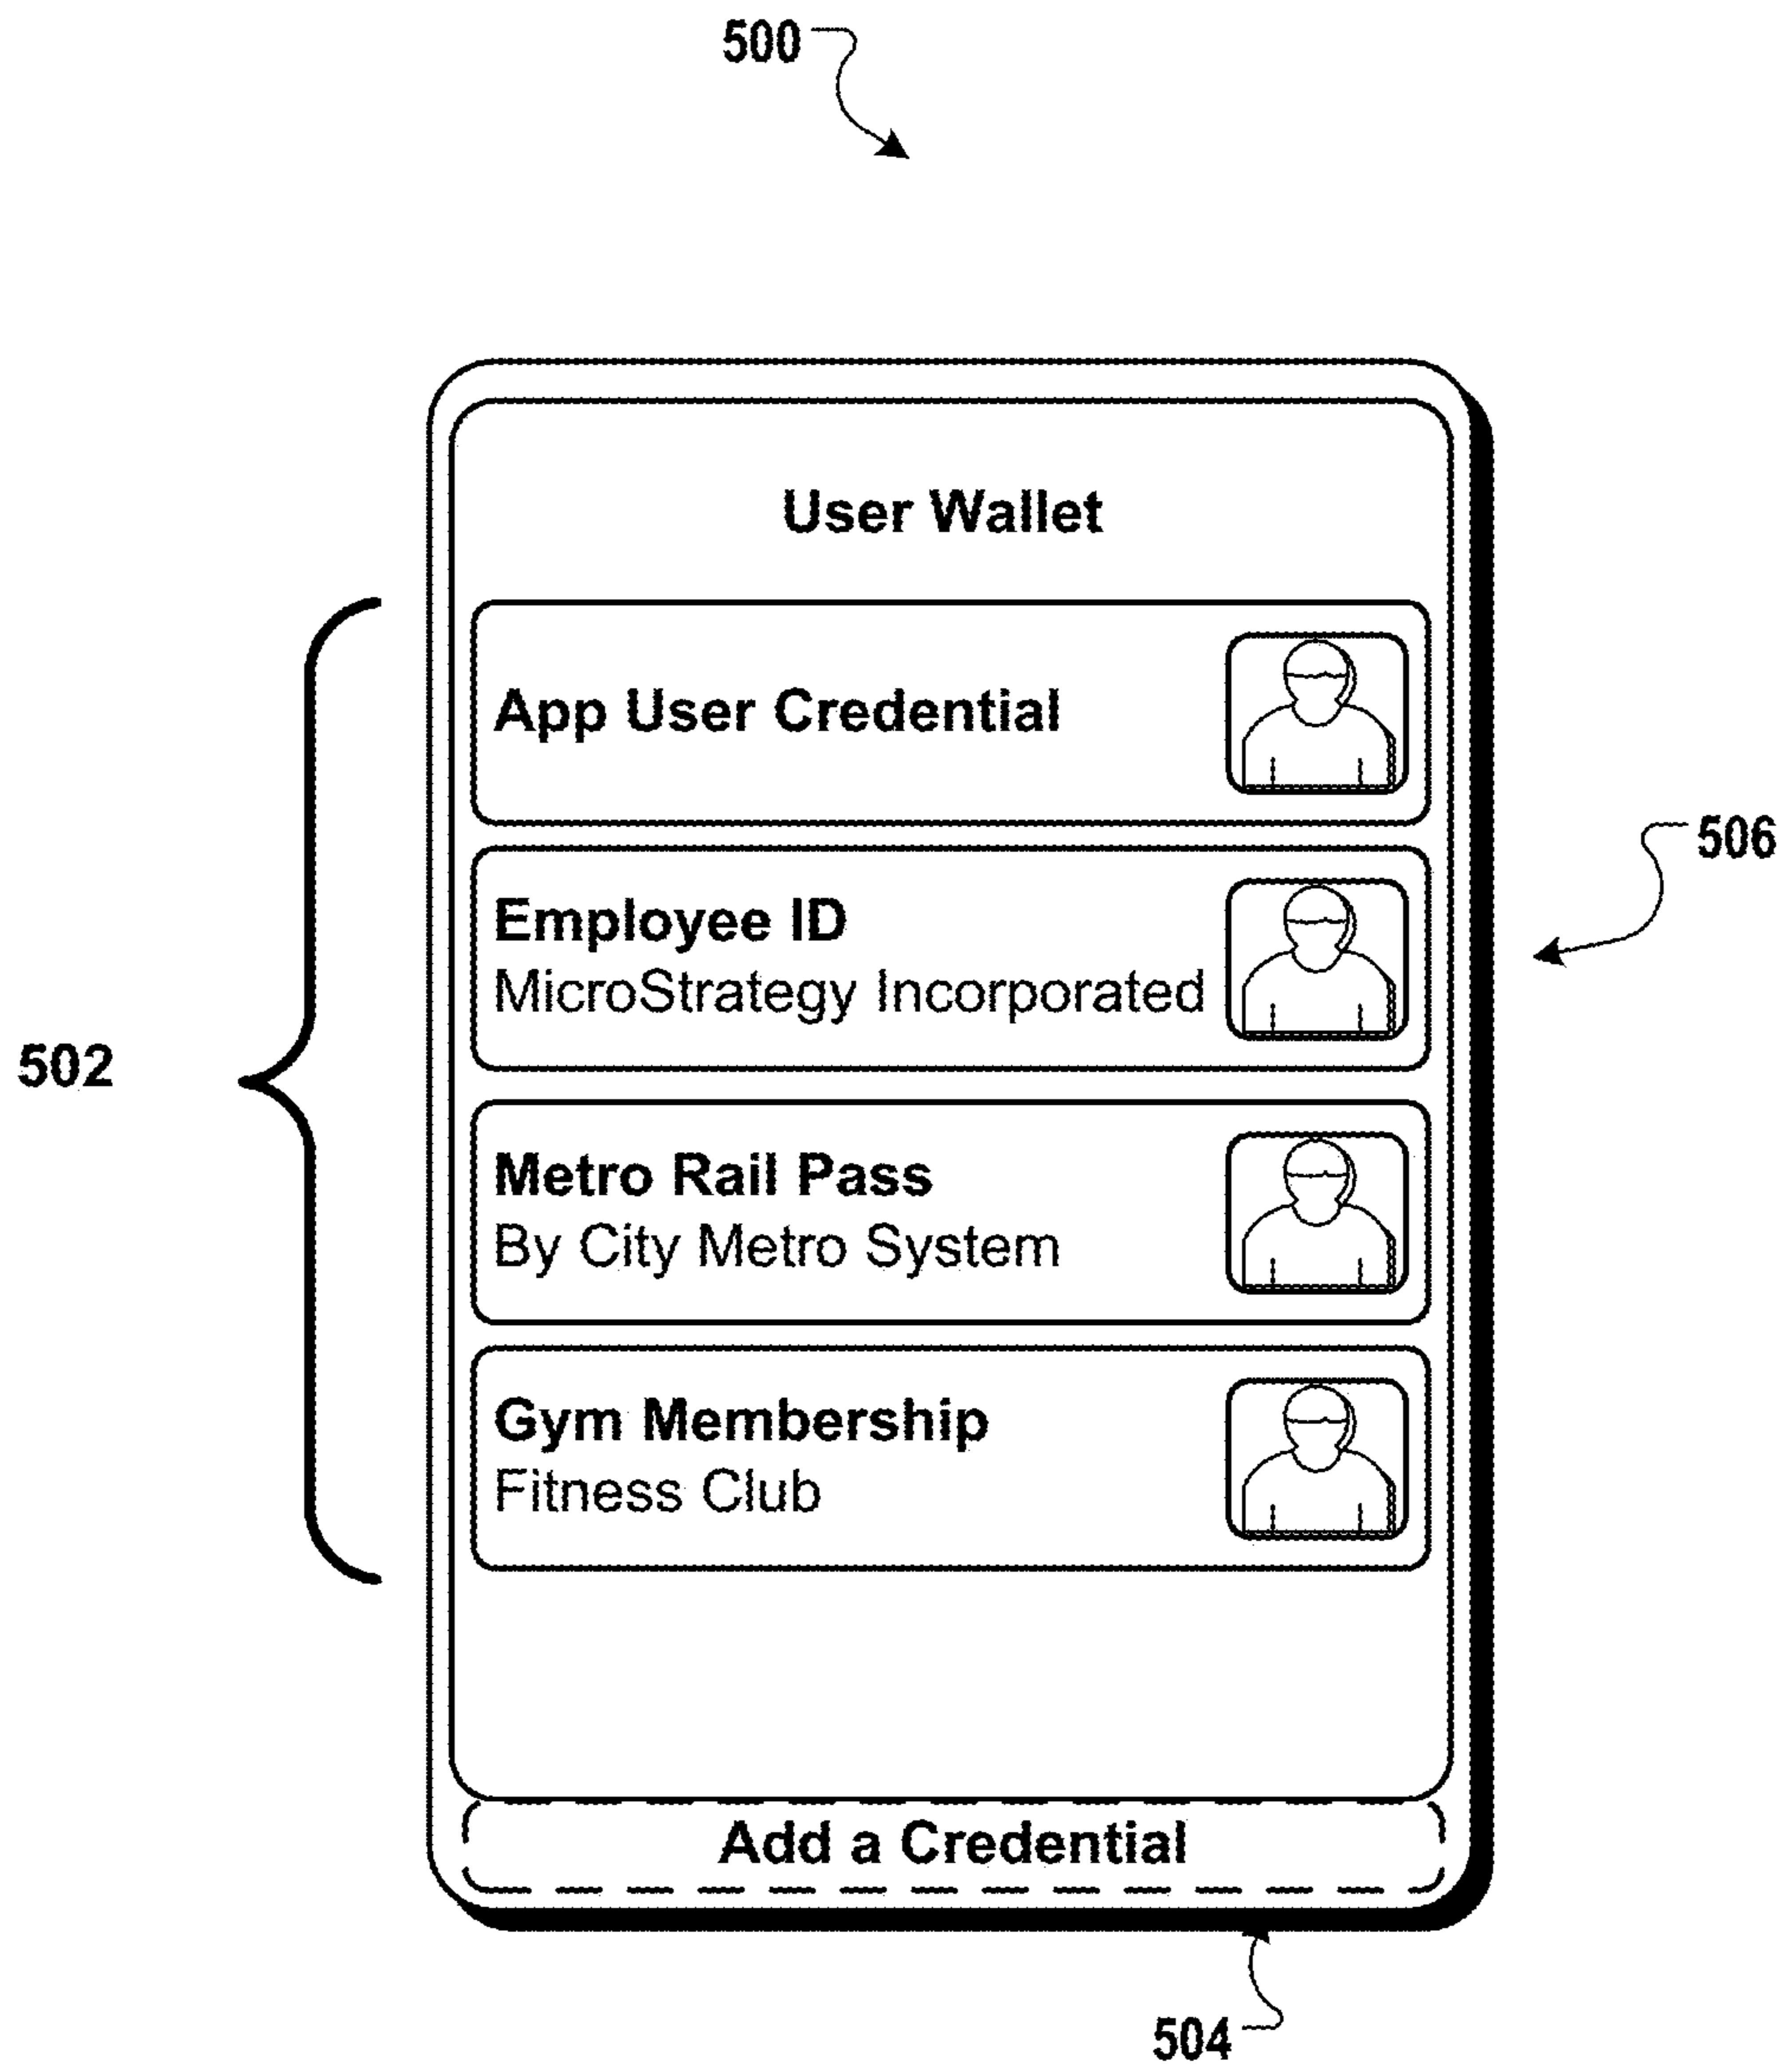 500
User Wallet
App User Credential
506
Employee ID
MicroStrategy Incorporated
502
Metro Rail Pass
By City Metro System
Gym Membership
Fitness Club
Add a Credential
504